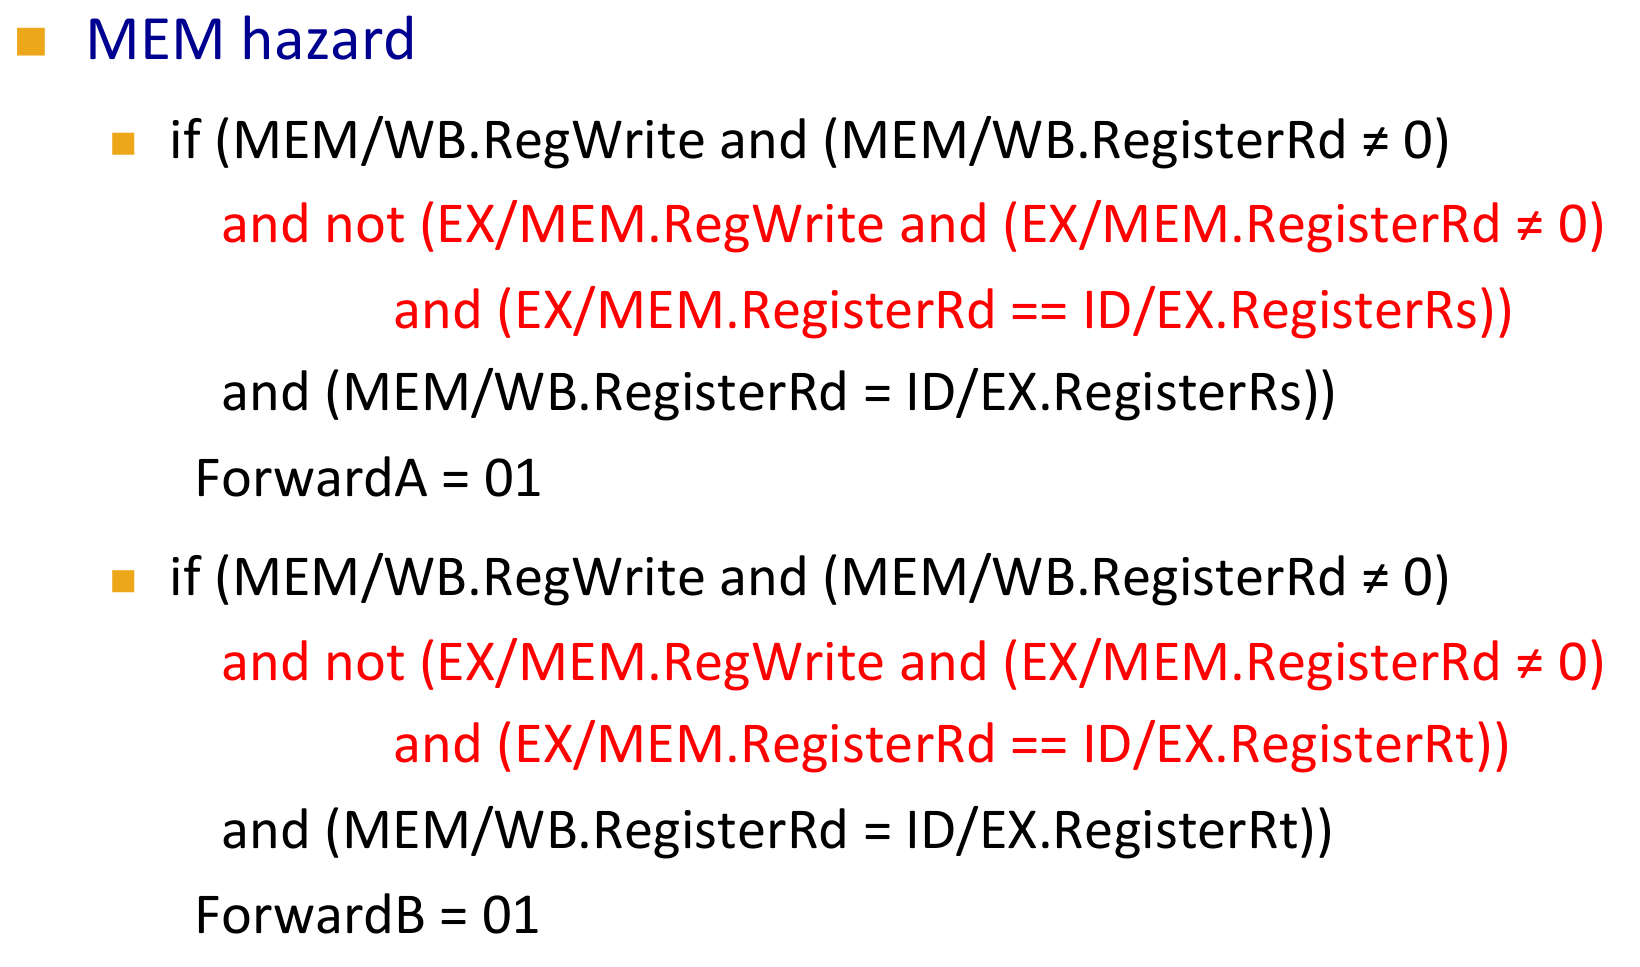 MEM hazard
if (MEM/WB.RegWrite and (MEM/WB.RegisterRd ≠ 0)
and not (EX/MEM.RegWrite and (EX/MEM.RegisterRd ≠ 0)
and (EX/MEM.RegisterRd == ID/EX.RegisterRs))
and (MEM/WB.RegisterRd = ID/EX.RegisterRs))
ForwardA = 01
if (MEM/WB.RegWrite and (MEM/WB.RegisterRd ≠ 0)
and not (EX/MEM.RegWrite and (EX/MEM.RegisterRd ≠ 0)
and (EX/MEM.RegisterRd == ID/EX.RegisterRt))
and (MEM/WB.RegisterRd = ID/EX.RegisterRt))
ForwardB = 01